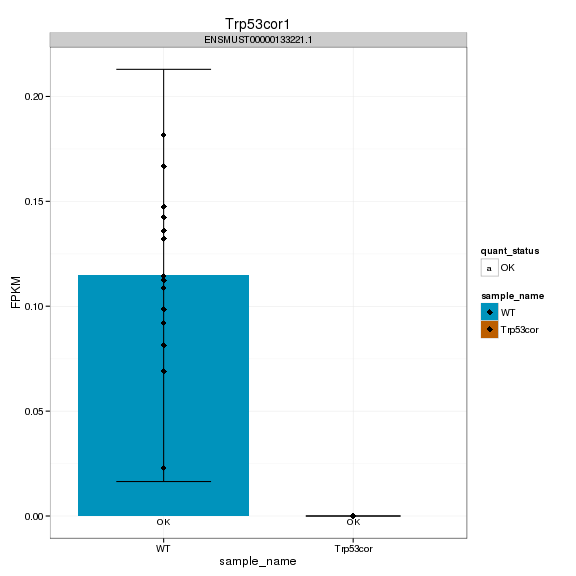 Trp53cor1
ENSMUST00000133221.1
FPKM
0.20
0.15
0.10
0.05
0.00
OK
OK
WT
Trp53cor
sample_name
quant_status
a OK
sample_name
WT
Trp53cor